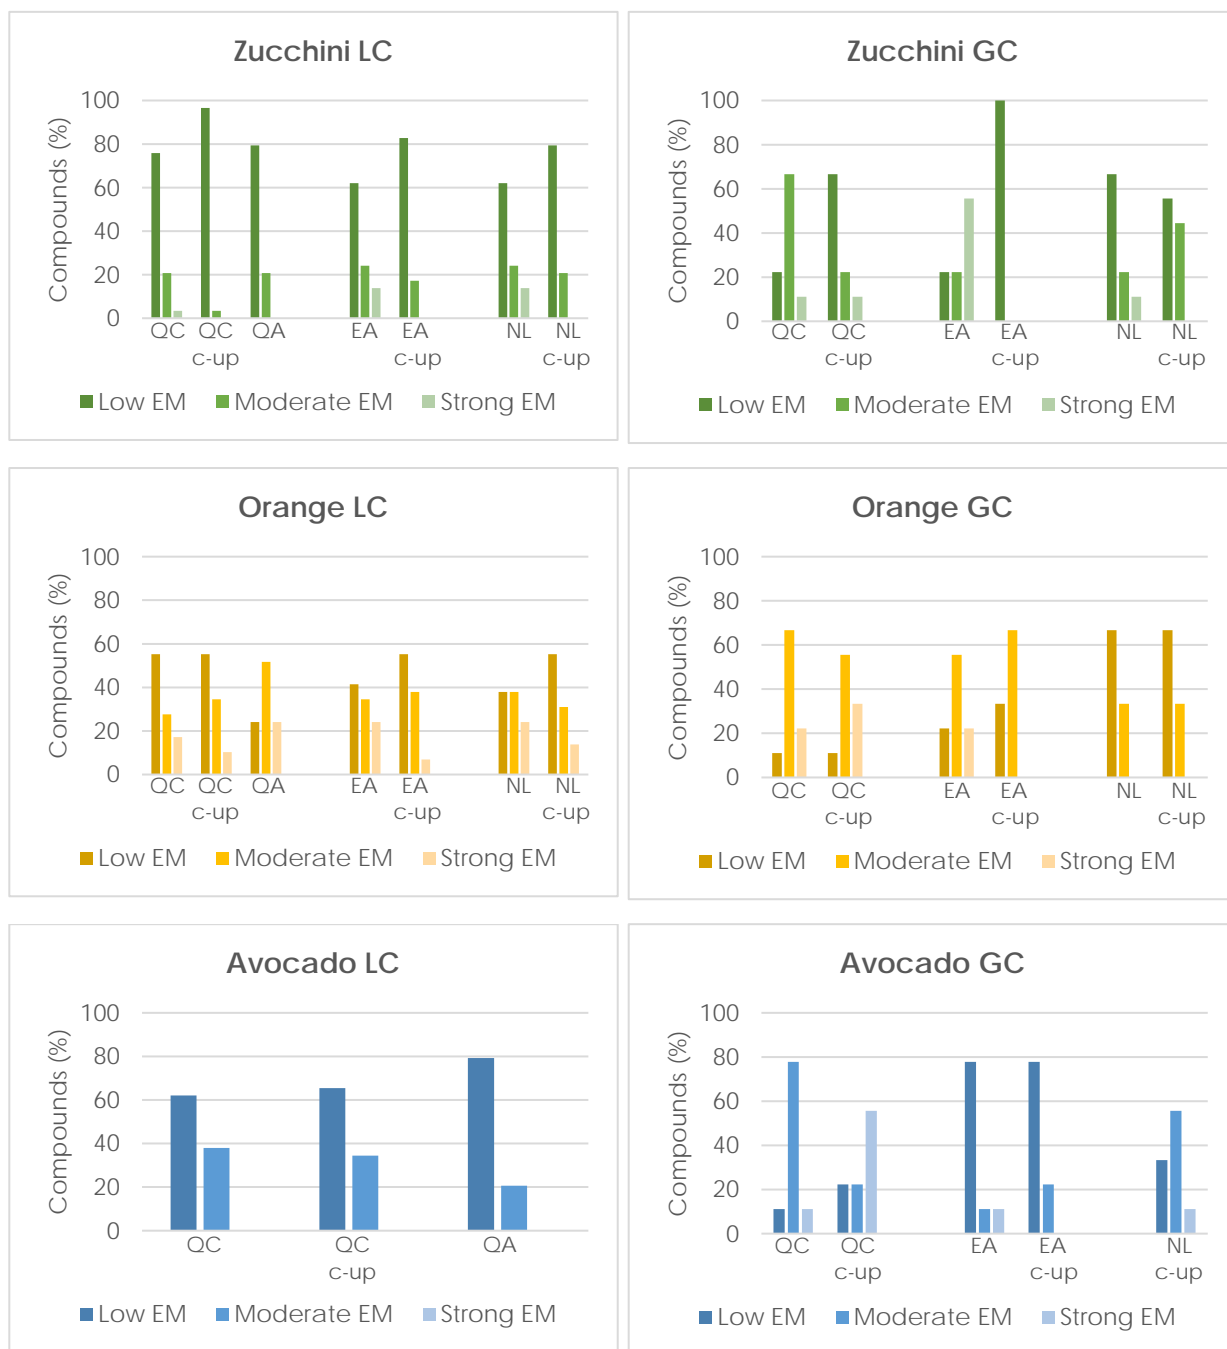 Zucchini LC
Compounds (%)
100
80
60
40
20
0
QC QC QA EA EA NL NL
c-up c-up c-up
Low EM Moderate EM Strong EM
Zucchini GC
Compounds (%)
100
80
60
40
20
0
QC QC EA EA NL NL
c-up c-up c-up
Low EM Moderate EM Strong EM
Orange LC
Compounds (%)
100
80
60
40
20
0
QC QC QA EA EA NL NL
c-up c-up c-up
Low EM Moderate EM Strong EM
Orange GC
Compounds (%)
100
80
60
40
20
0
QC QC EA EA NL NL
c-up c-up c-up
Low EM Moderate EM Strong EM
Avocado LC
Compounds (%)
100
80
60
40
20
0
QC QC QA
c-up
Low EM Moderate EM Strong EM
Avocado GC
Compounds (%)
100
80
60
40
20
0
QC QC EA EA NL
c-up c-up c-up
Low EM Moderate EM Strong EM